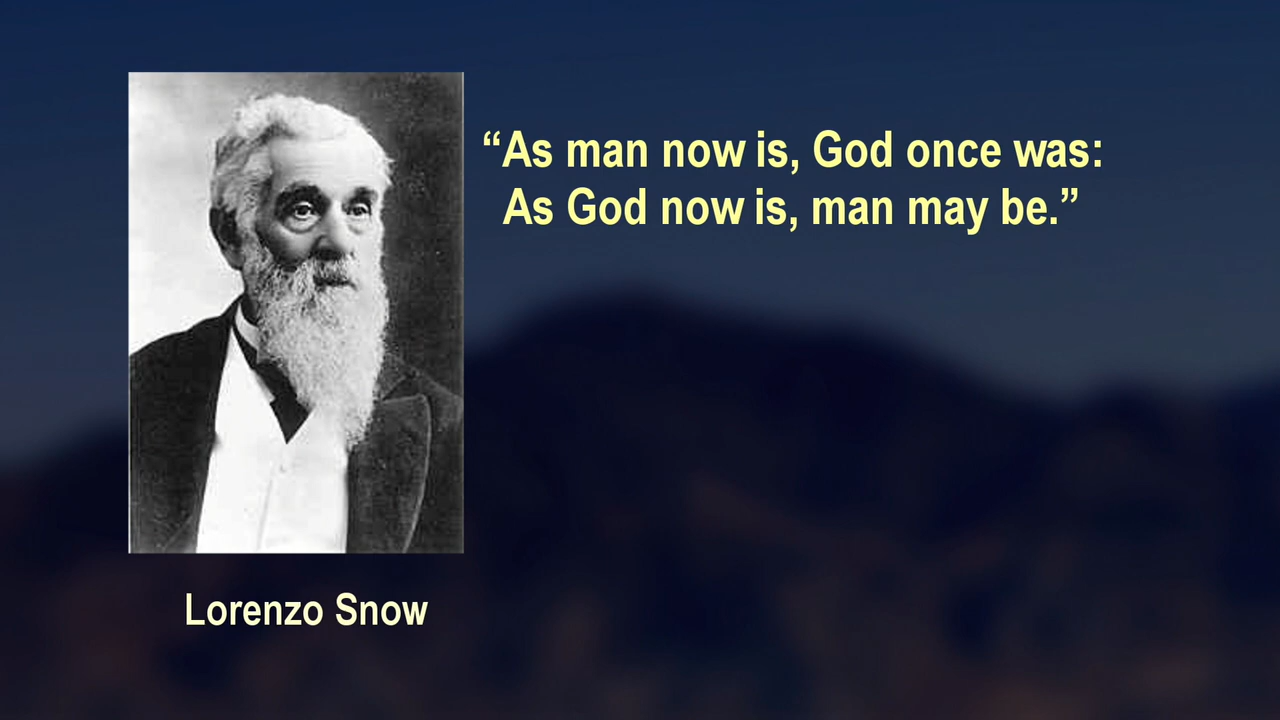 “As man now is, God once was:
As God now is, man may be.”
Lorenzo Snow